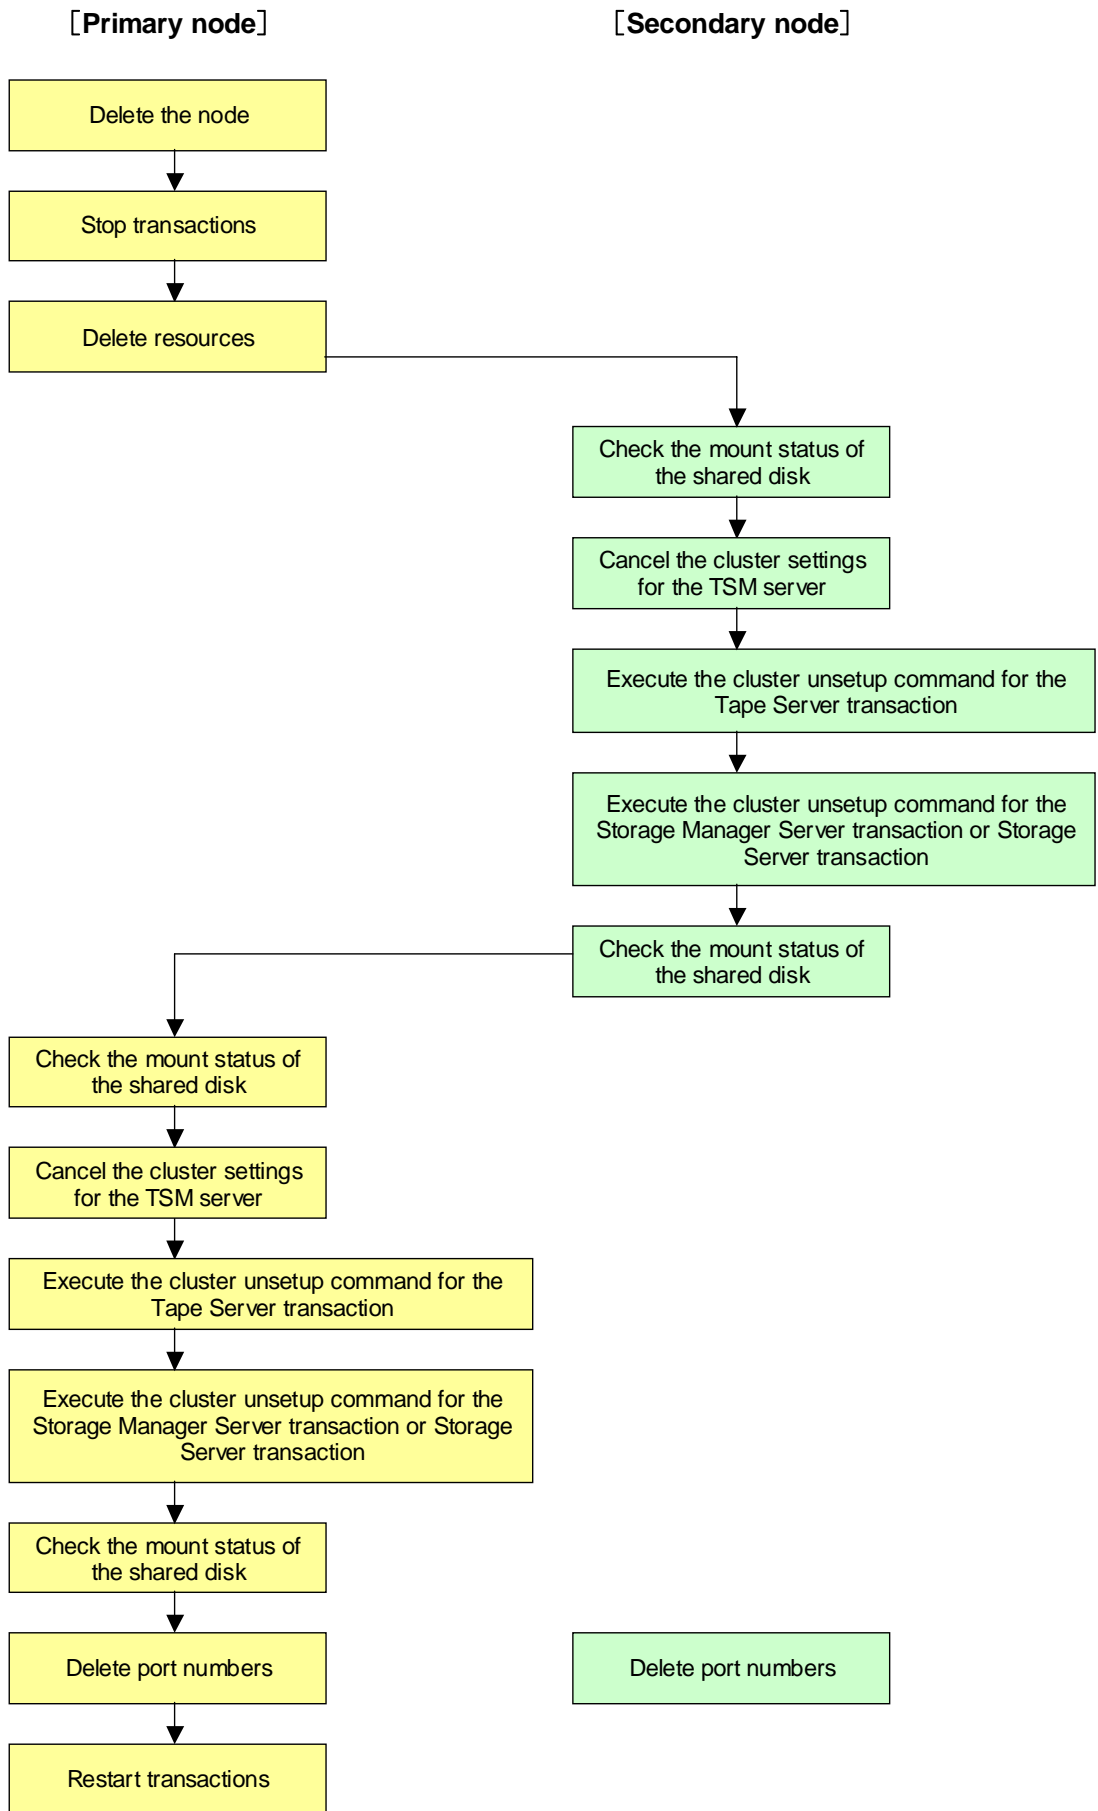 ［Primary node］
［Secondary node］
Delete the node
Stop transactions
Delete resources
Check the mount status of
the shared disk
Cancel the cluster settings
for the TSM server
Execute the cluster unsetup command for the
Tape Server transaction
Execute the cluster unsetup command for the
Storage Manager Server transaction or Storage
Server transaction
Check the mount status of
the shared disk
Check the mount status of
the shared disk
Cancel the cluster settings
for the TSM server
Execute the cluster unsetup command for the
Tape Server transaction
Execute the cluster unsetup command for the
Storage Manager Server transaction or Storage
Server transaction
Check the mount status of
the shared disk
Delete port numbers
Delete port numbers
Restart transactions